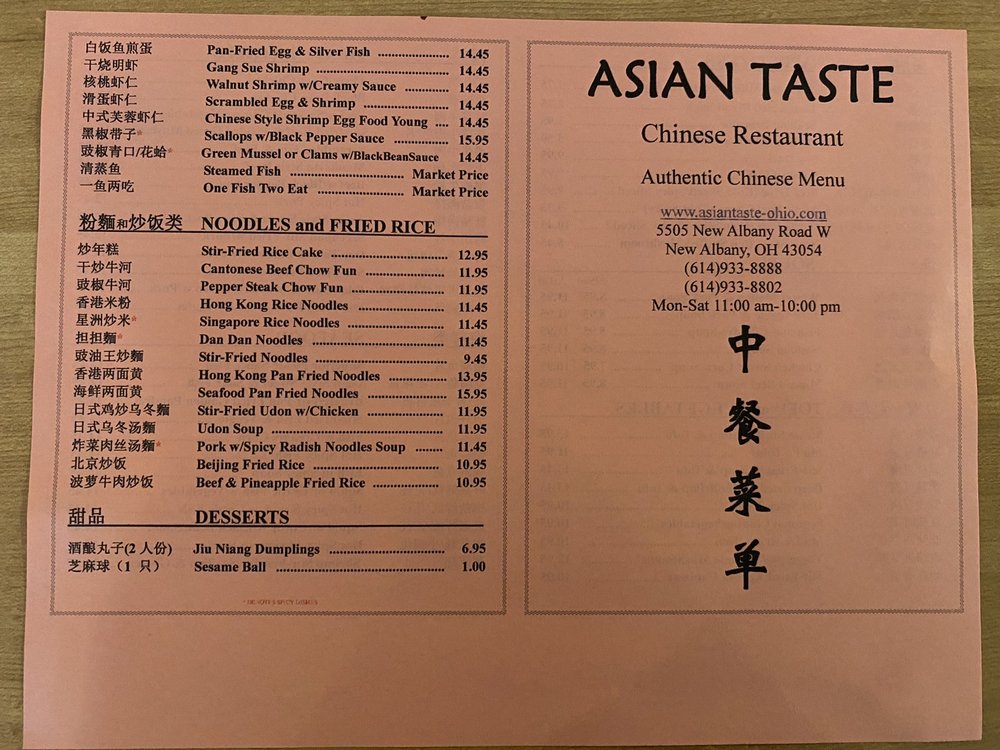 白饭鱼煎蛋 Pan-Fried Egg & Silver Fish ..................... 14.45
干烧明虾 Gang Sue Shrimp ....................................... 14.45
核桃虾仁 Walnut Shrimp w/Creamy Sauce ............. 14.45
滑蛋虾仁 Scrambled Egg & Shrimp ......................... 14.45
中式芙蓉虾仁 Chinese Style Shrimp Egg Food Young .... 14.45
黑椒带子* Scallops w/Black Pepper Sauce ................ 15.95
豉椒青口/花蛤* Green Mussel or Clams w/BlackBeanSauce 14.45
清蒸鱼 Steamed Fish ................................... Market Price
一鱼两吃 One Fish Two Eat ......................... Market Price
粉麵和炒饭类 NOODLES and FRIED RICE
炒年糕 Stir-Fried Rice Cake ..................................... 12.95
干炒牛河 Cantonese Beef Chow Fun ........................ 11.95
豉椒牛河 Pepper Steak Chow Fun ............................ 11.95
香港米粉 Hong Kong Rice Noodles .......................... 11.45
星洲炒米* Singapore Rice Noodles ............................. 11.45
担担麵* Dan Dan Noodles ....................................... 11.45
豉油王炒麵 Stir-Fried Noodles ....................................... 9.45
香港两面黄 Hong Kong Pan Fried Noodles ................. 13.95
海鲜两面黄 Seafood Pan Fried Noodles ........................ 15.95
日式鸡炒乌冬麵 Stir-Fried Udon w/Chicken ........................ 11.95
日式乌冬汤麵 Udon Soup ................................................... 11.95
炸菜肉丝汤麵* Pork w/Spicy Radish Noodles Soup ........ 11.45
北京炒饭 Beijing Fried Rice ...................................... 10.95
波萝牛肉炒饭 Beef & Pineapple Fried Rice .................... 10.95
甜品 DESSERTS
酒酿丸子(2 人份) Jiu Niang Dumplings .................................. 6.95
芝麻球（1 只） Sesame Ball ................................................. 1.00
ASIAN TASTE
Chinese Restaurant
Authentic Chinese Menu
www.asiantaste-ohio.com
5505 New Albany Road W
New Albany, OH 43054
(614)933-8888
(614)933-8802
Mon-Sat 11:00 am-10:00 pm
中
餐
菜
单